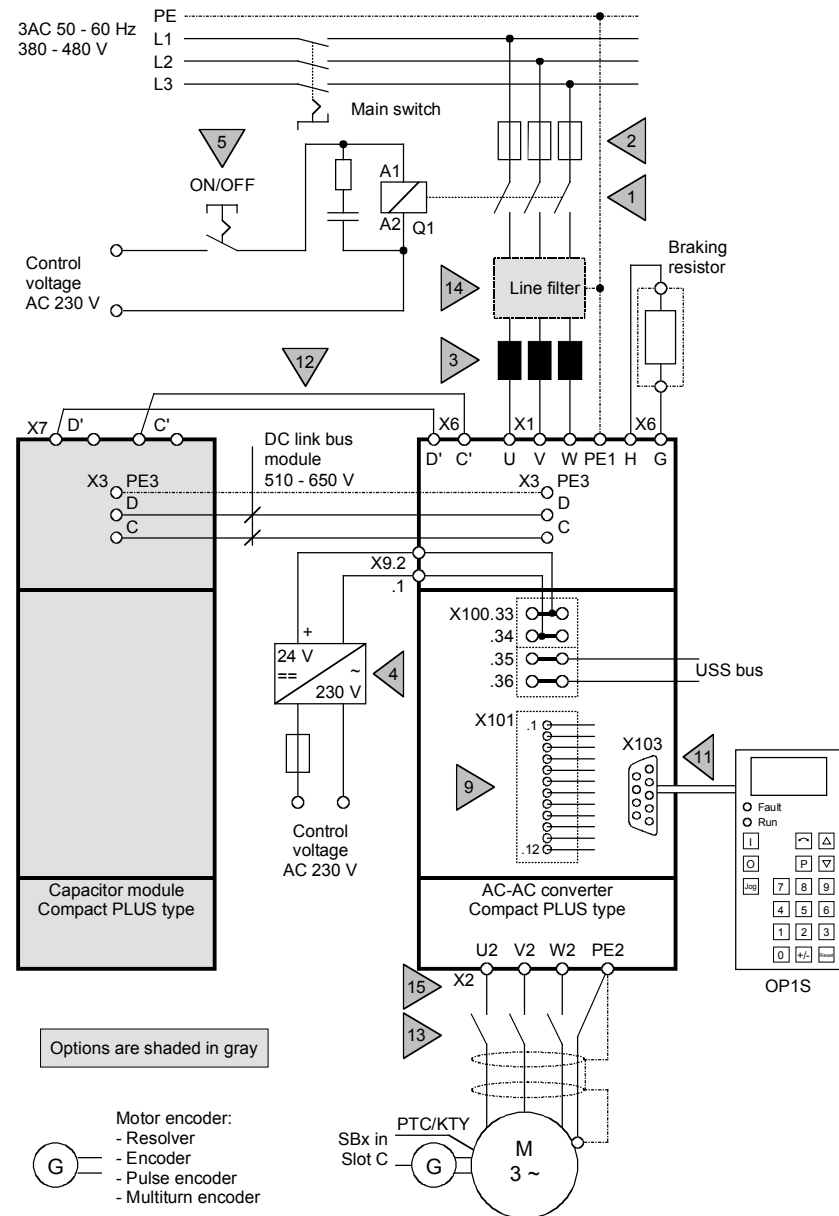 PE
3AC 50 - 60 Hz
380 - 480 V
L1
L2
L3
Main switch
5
ON/OFF
2
A1
A2
Q1
1
Control
voltage
AC 230 V
14
Line filter
Braking
resistor
3
12
X7
D'
C'
X6
X1
X6
D'
C'
U
V
W
PE1
H
G
DC link bus
module
510 - 650 V
X3
PE3
D
C
X3
PE3
D
C
X9.2
.1
X100.33
.34
.35
.36
USS bus
+
24 V
==
~
230 V
4
X101
.1
.12
9
X103
11
Control
voltage
AC 230 V
Fault
Run
I
O
P
Jog
7 8 9
4 5 6
1 2 3
0 +/- Reset
OP1S
Capacitor module
Compact PLUS type
AC-AC converter
Compact PLUS type
U2 V2 W2 PE2
X2
15
13
Options are shaded in gray
Motor encoder:
- Resolver
- Encoder
- Pulse encoder
- Multiturn encoder
G
PTC/KTY
SBx in
Slot C
G
M
3 ~